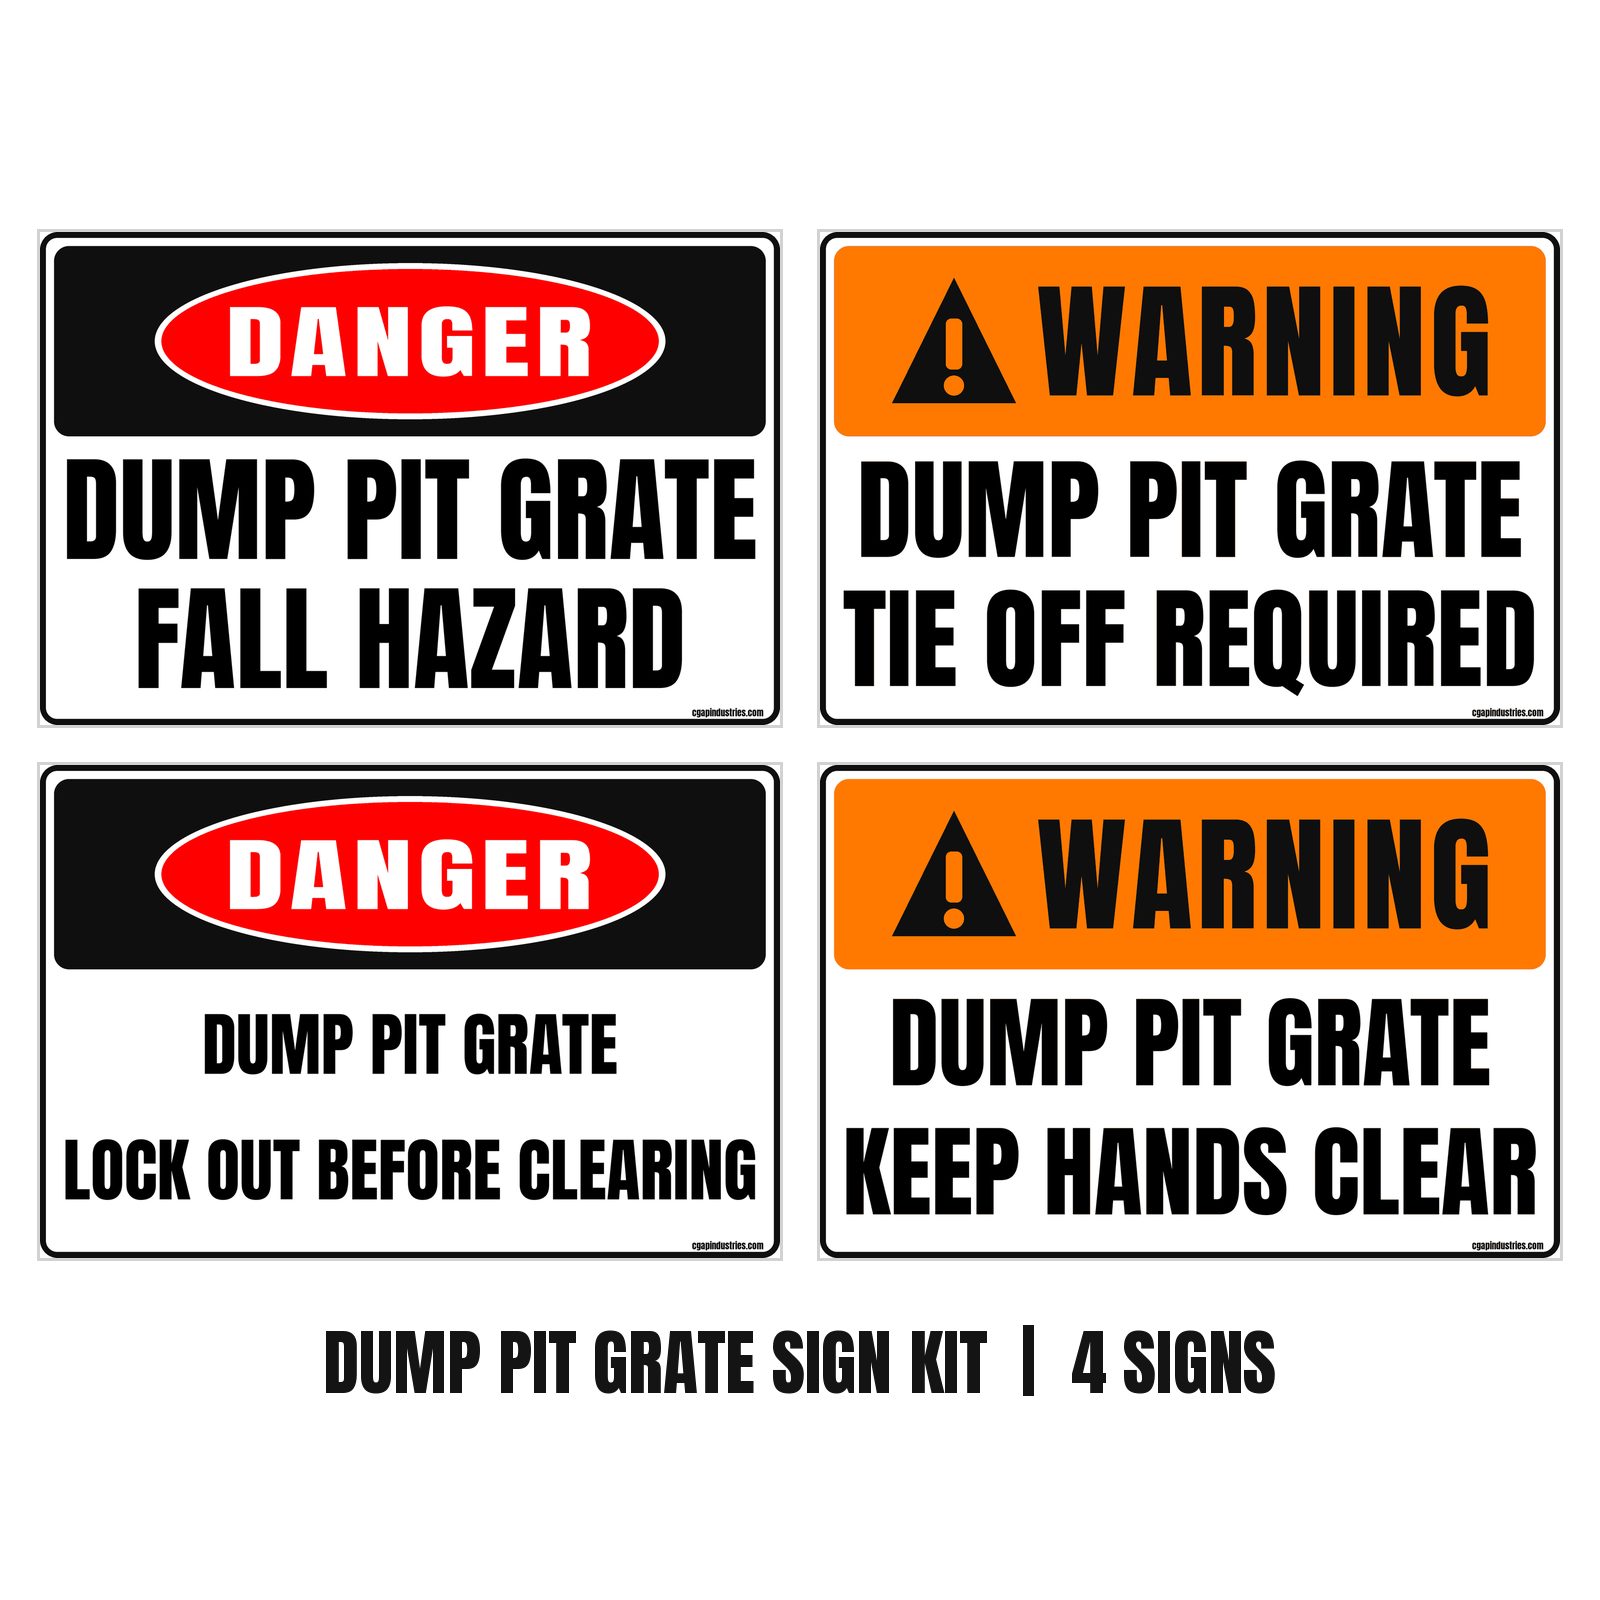 DANGER
DUMP PIT GRATE
FALL HAZARD
cgapindustries.com
WARNING
DUMP PIT GRATE
TIE OFF REQUIRED
cgapindustries.com
DANGER
DUMP PIT GRATE
LOCK OUT BEFORE CLEARING
cgapindustries.com
WARNING
DUMP PIT GRATE
KEEP HANDS CLEAR
cgapindustries.com
DUMP PIT GRATE SIGN KIT | 4 SIGNS